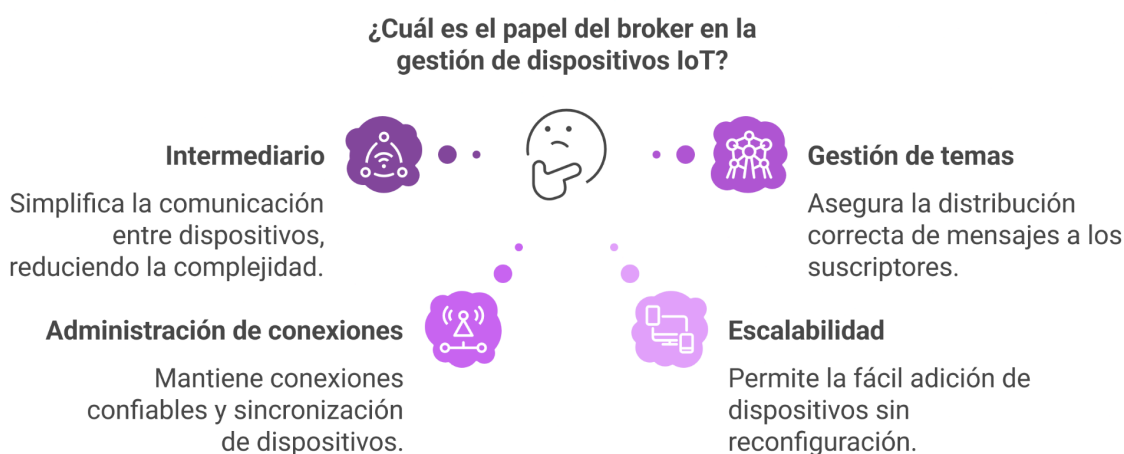 ¿Cuál es el papel del broker en la
gestión de dispositivos IoT?
Intermediario
Simplifica la comunicación
entre dispositivos,
reduciendo la complejidad.
Gestión de temas
Asegura la distribución
correcta de mensajes a los
suscriptores.
Administración de conexiones
Mantiene conexiones
confiables y sincronización
de dispositivos.
Escalabilidad
Permite la fácil adición de
dispositivos sin
reconfiguración.